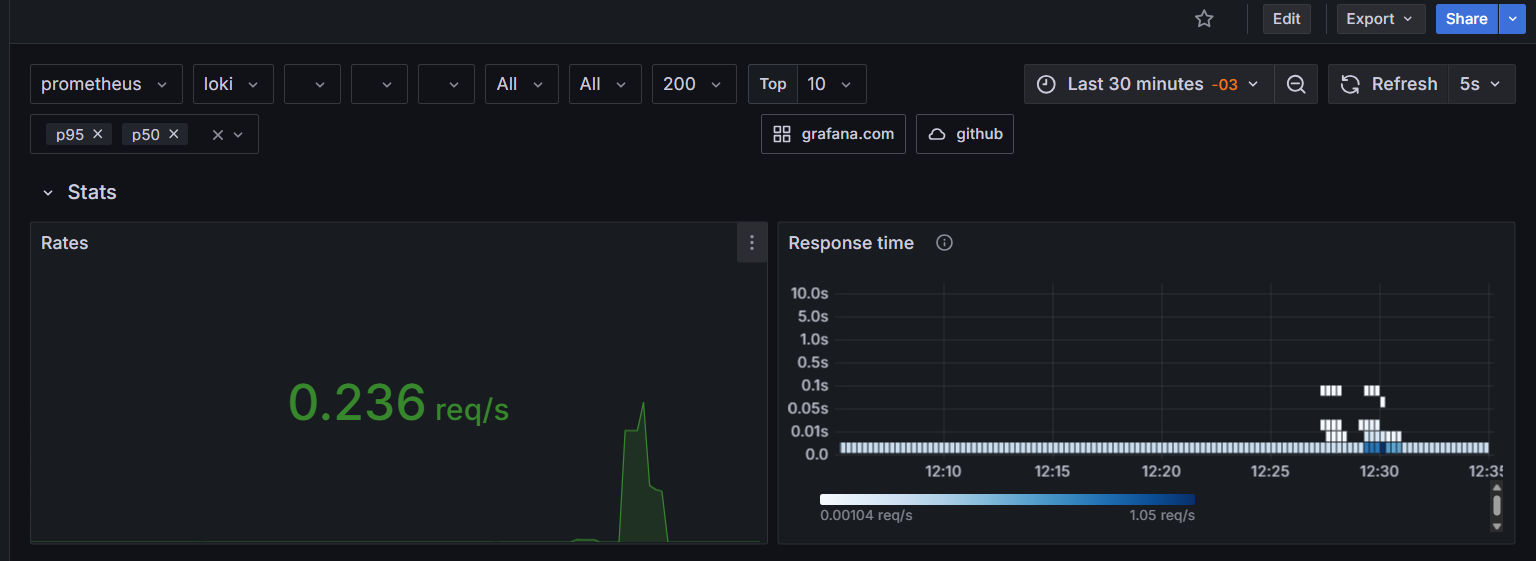 Edit Export Share
prometheus loki All All 200 Top 10 Last 30 minutes -03 Refresh 5s
p95 p50 grafana.com github
Stats
Rates
0.236 req/s
Response time
10.0s
5.0s
1.0s
0.5s
0.1s
0.05s
0.01s
0.0
12:10 12:15 12:20 12:25 12:30 12:35
0.00104 req/s 1.05 req/s